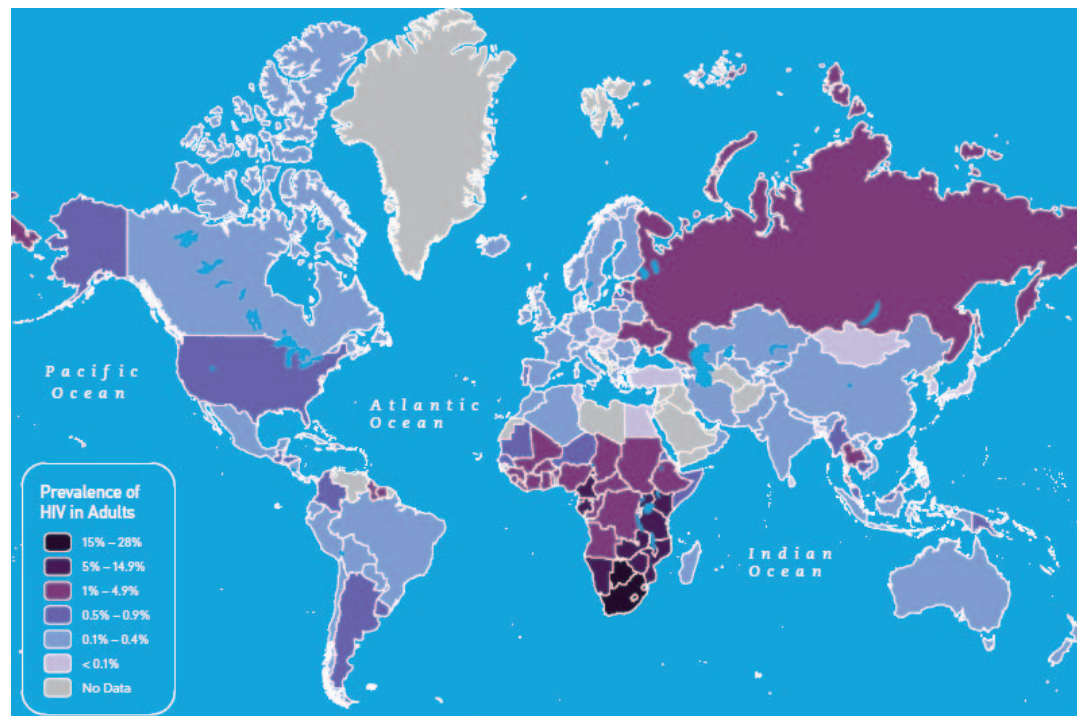 Pacific
Ocean
Atlantic
Ocean
Indian
Ocean
Prevalence of
HIV in Adults
15% – 28%
5% – 14.9%
1% – 4.9%
0.5% – 0.9%
0.1% – 0.4%
< 0.1%
No Data